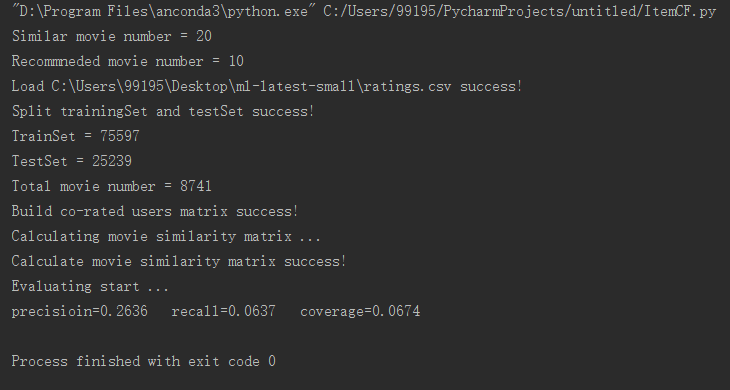 "D:\Program Files\anconda3\python.exe" C:/Users/99195/PycharmProjects/untitled/ItemCF.py
Similar movie number = 20
Recommneded movie number = 10
Load C:\Users\99195\Desktop\ml-latest-small\ratings.csv success!
Split trainingSet and testSet success!
TrainSet = 75597
TestSet = 25239
Total movie number = 8741
Build co-rated users matrix success!
Calculating movie similarity matrix ...
Calculate movie similarity matrix success!
Evaluating start ...
precisioin=0.2636   recall=0.0637   coverage=0.0674
Process finished with exit code 0